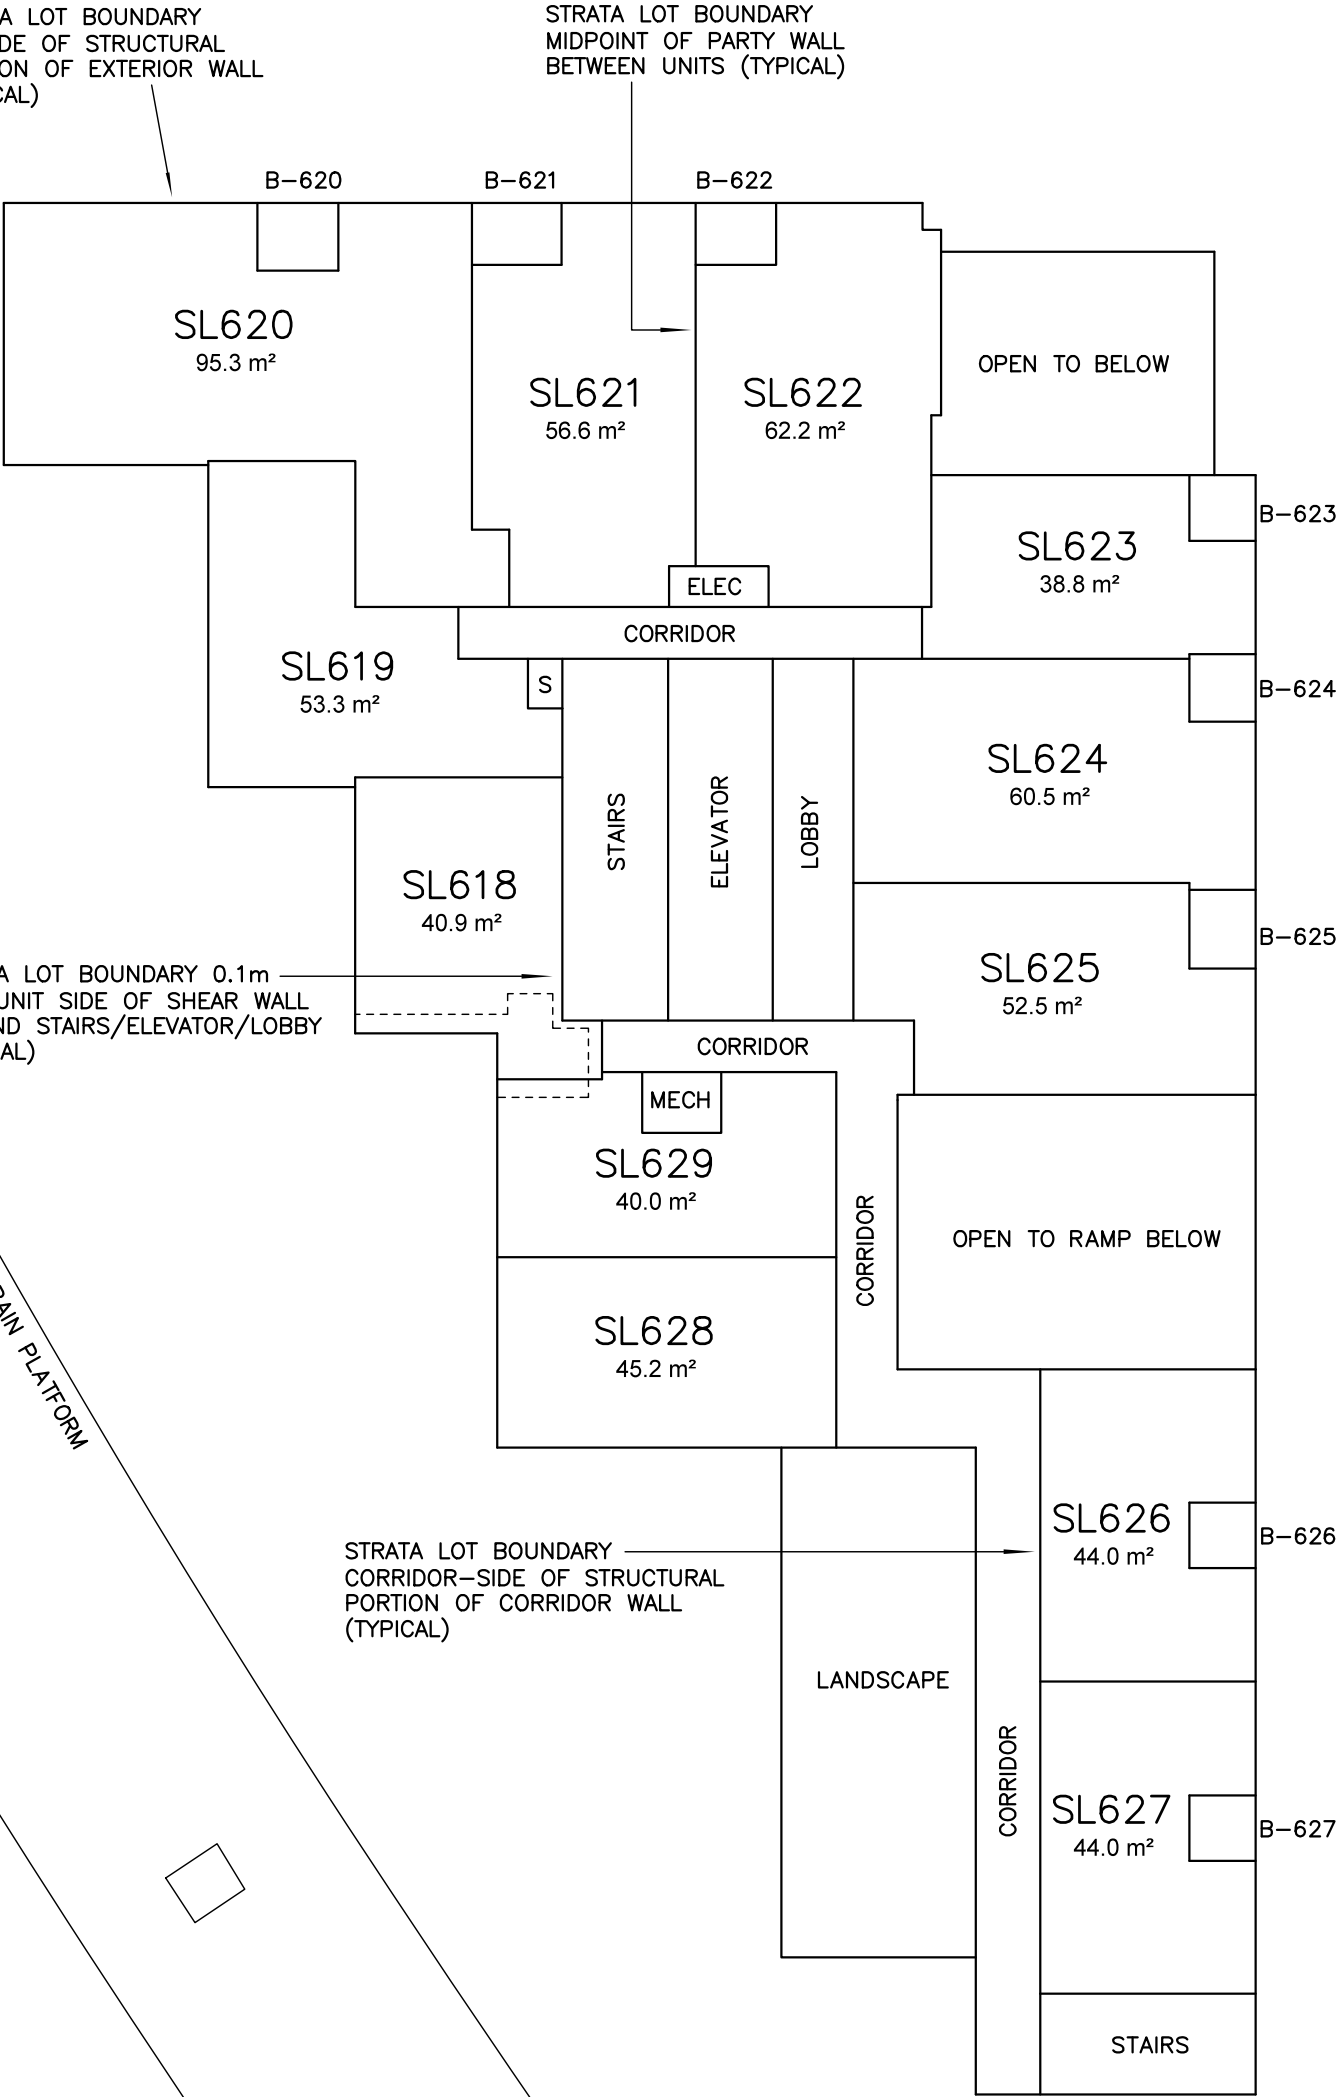 A LOT BOUNDARY
DE OF STRUCTURAL
ON OF EXTERIOR WALL
CAL)
STRATA LOT BOUNDARY
MIDPOINT OF PARTY WALL
BETWEEN UNITS (TYPICAL)
B-620
B-621
B-622
SL620
95.3 m²
SL621
56.6 m²
SL622
62.2 m²
OPEN TO BELOW
B-623
SL623
38.8 m²
ELEC
CORRIDOR
SL619
53.3 m²
S
B-624
SL624
60.5 m²
STAIRS
ELEVATOR
LOBBY
SL618
40.9 m²
B-625
SL625
52.5 m²
A LOT BOUNDARY 0.1m
UNIT SIDE OF SHEAR WALL
ND STAIRS/ELEVATOR/LOBBY
AL)
CORRIDOR
MECH
SL629
40.0 m²
CORRIDOR
OPEN TO RAMP BELOW
SL628
45.2 m²
AIN PLATFORM
STRATA LOT BOUNDARY
CORRIDOR-SIDE OF STRUCTURAL
PORTION OF CORRIDOR WALL
(TYPICAL)
SL626
44.0 m²
B-626
LANDSCAPE
CORRIDOR
SL627
44.0 m²
B-627
STAIRS